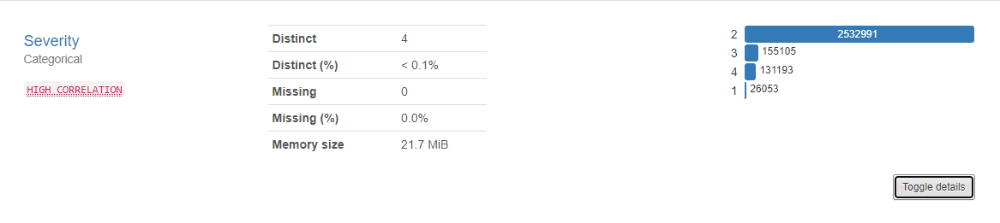 Severity
Categorical
HIGH CORRELATION
Distinct 4
Distinct (%) < 0.1%
Missing 0
Missing (%) 0.0%
Memory size 21.7 MiB
2 2532991
3 155105
4 131193
1 26053
Toggle details